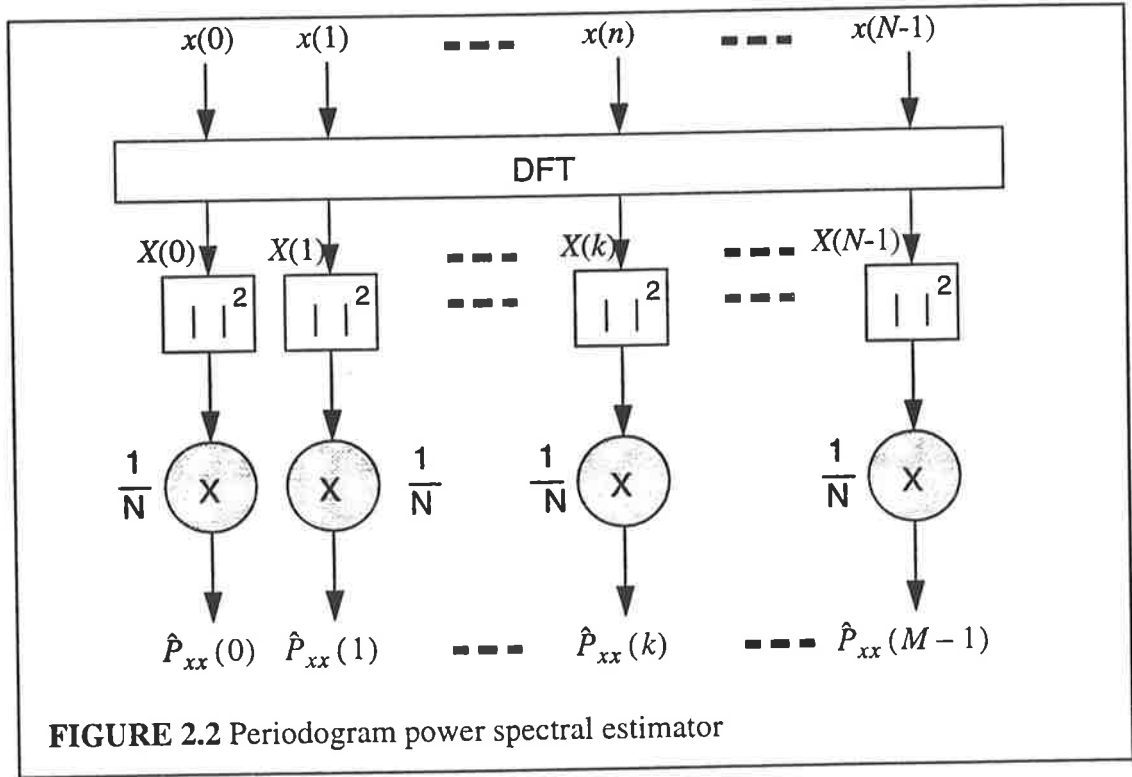 x(0) x(1) x(n) x(N-1)
DFT
X(0) X(1) X(k) X(N-1)
| |² | |² | |² | |²
1/N X X 1/N 1/N X 1/N X
P̂xx(0) P̂xx(1) P̂xx(k) P̂xx(M − 1)
FIGURE 2.2 Periodogram power spectral estimator